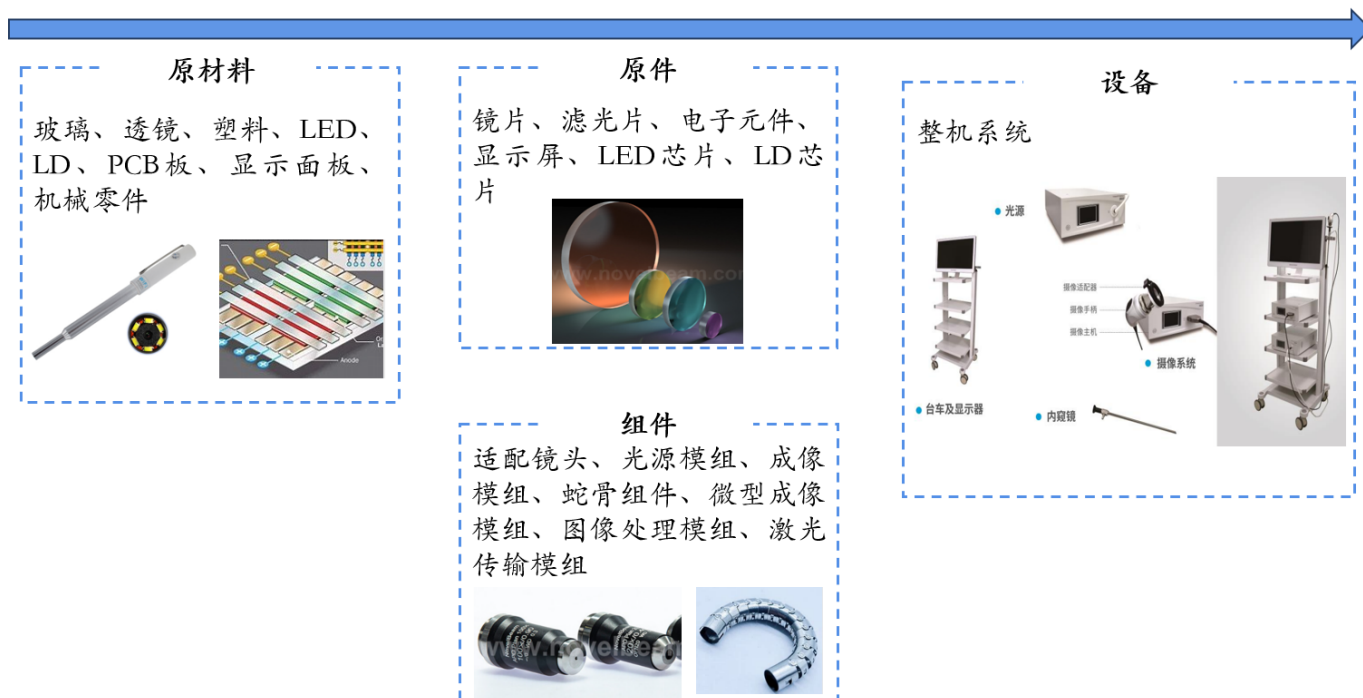 原材料
玻璃、透镜、塑料、LED、
LD、PCB板、显示面板、
机械零件
Anode
原件
镜片、滤光片、电子元件、
显示屏、LED芯片、LD芯
片
www.novelbeam.com
组件
适配镜头、光源模组、成像
模组、蛇骨组件、微型成像
模组、图像处理模组、激光
传输模组
www.novelbeam.com
设备
整机系统
光源
摄像适配器
摄像手柄
摄像主机
摄像系统
台车及显示器
内窥镜